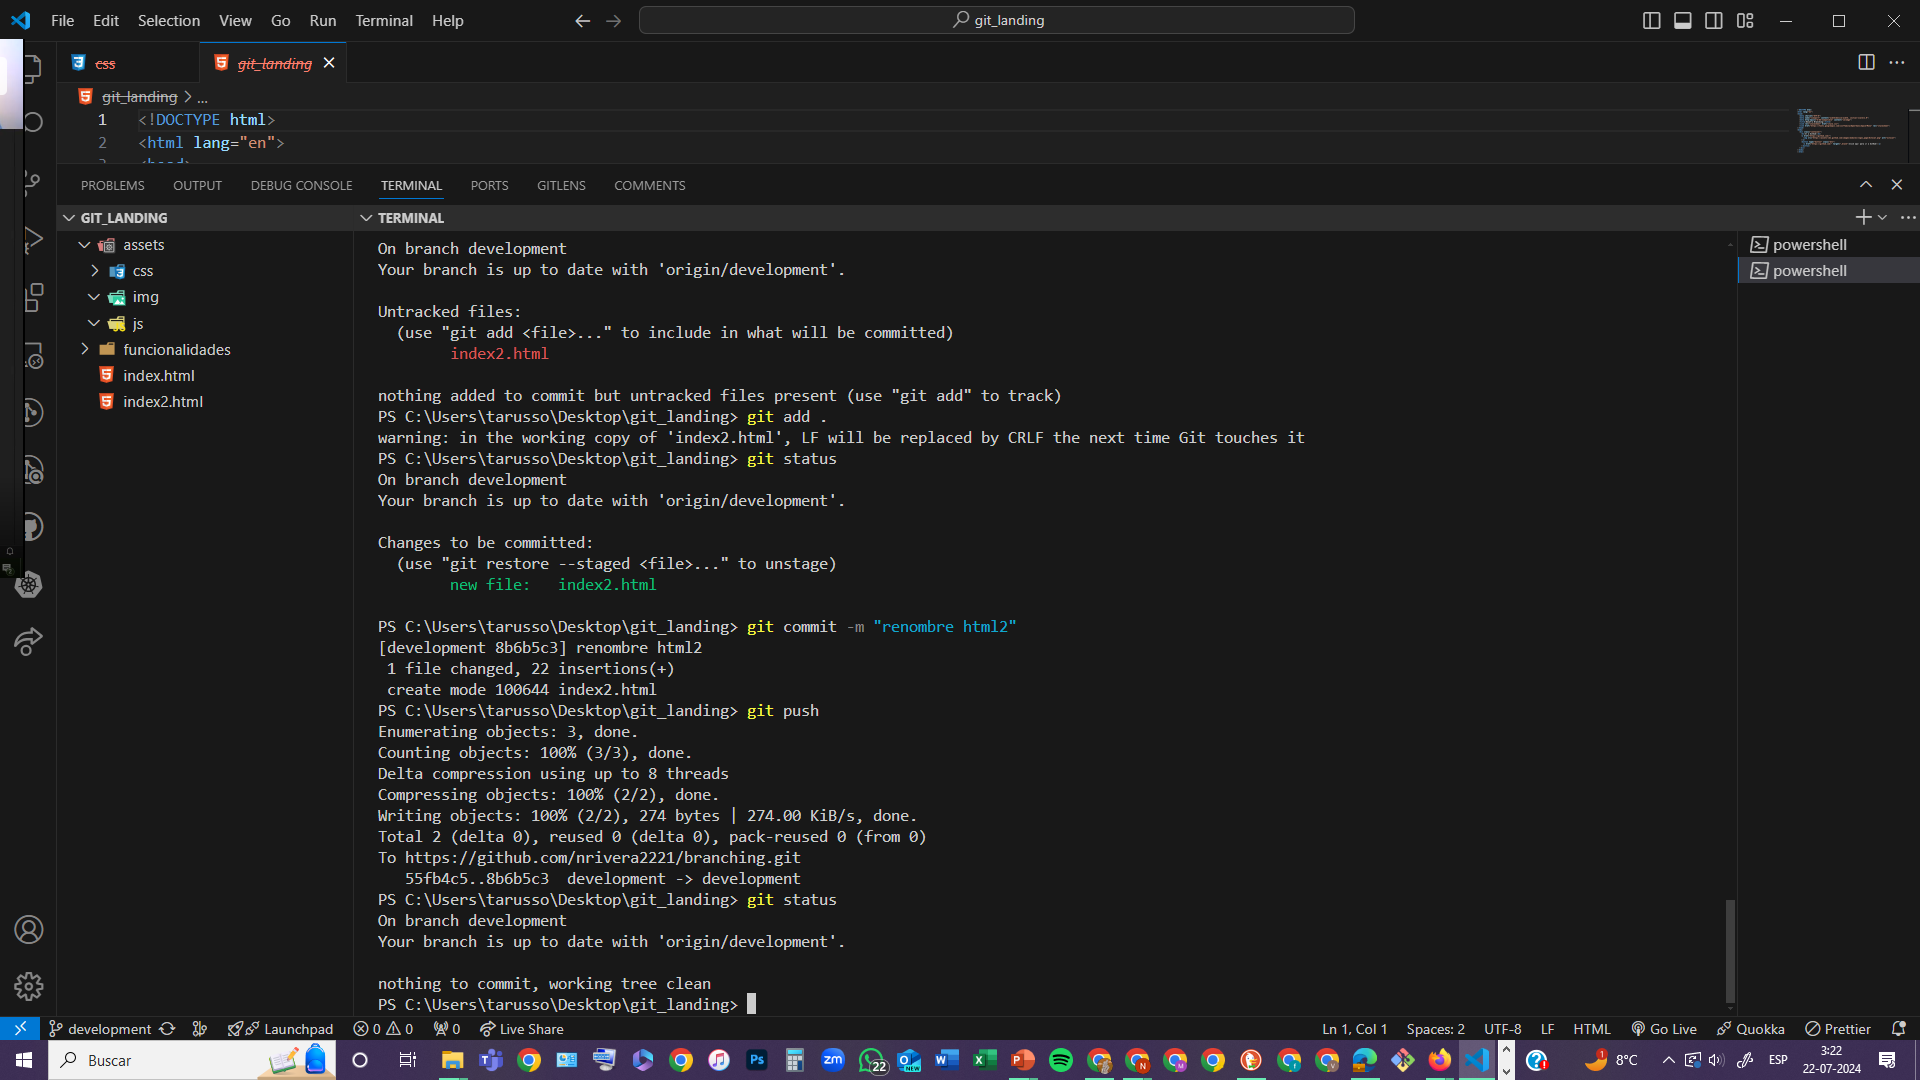 File Edit Selection View Go Run Terminal Help
git_landing
css
git_landing
git_landing > ...
1 <!DOCTYPE html>
2 <html lang="en">
3 <head>
PROBLEMS OUTPUT DEBUG CONSOLE TERMINAL PORTS GITLENS COMMENTS
GIT_LANDING
assets
css
img
js
funcionalidades
index.html
index2.html
TERMINAL
On branch development
Your branch is up to date with 'origin/development'.
Untracked files:
(use "git add <file>..." to include in what will be committed)
index2.html
nothing added to commit but untracked files present (use "git add" to track)
PS C:\Users\tarusso\Desktop\git_landing> git add .
warning: in the working copy of 'index2.html', LF will be replaced by CRLF the next time Git touches it
PS C:\Users\tarusso\Desktop\git_landing> git status
On branch development
Your branch is up to date with 'origin/development'.
Changes to be committed:
(use "git restore --staged <file>..." to unstage)
new file:   index2.html
PS C:\Users\tarusso\Desktop\git_landing> git commit -m "renombre html2"
[development 8b6b5c3] renombre html2
1 file changed, 22 insertions(+)
create mode 100644 index2.html
PS C:\Users\tarusso\Desktop\git_landing> git push
Enumerating objects: 3, done.
Counting objects: 100% (3/3), done.
Delta compression using up to 8 threads
Compressing objects: 100% (2/2), done.
Writing objects: 100% (2/2), 274 bytes | 274.00 KiB/s, done.
Total 2 (delta 0), reused 0 (delta 0), pack-reused 0 (from 0)
To https://github.com/nrivera2221/branching.git
55fb4c5..8b6b5c3  development -> development
PS C:\Users\tarusso\Desktop\git_landing> git status
On branch development
Your branch is up to date with 'origin/development'.
nothing to commit, working tree clean
PS C:\Users\tarusso\Desktop\git_landing>
powershell
powershell
development Launchpad 0 0 0 Live Share
Ln 1, Col 1 Spaces: 2 UTF-8 LF HTML Go Live Quokka Prettier
Buscar
22
8°C
ESP
3:22
22-07-2024